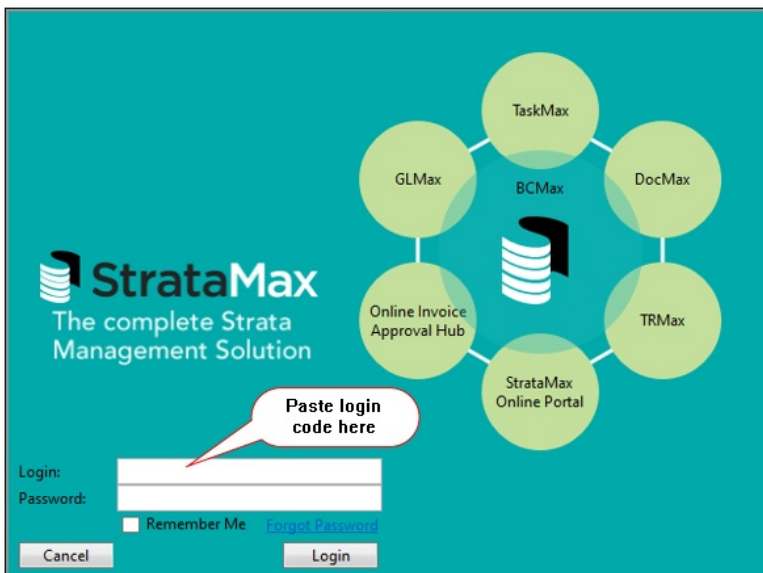 TaskMax
GLMax
BCMax
DocMax
StrataMax
The complete Strata
Management Solution
Online Invoice
Approval Hub
TRMax
StrataMax
Online Portal
Paste login
code here
Login:
Password:
Remember Me Forgot Password
Cancel Login